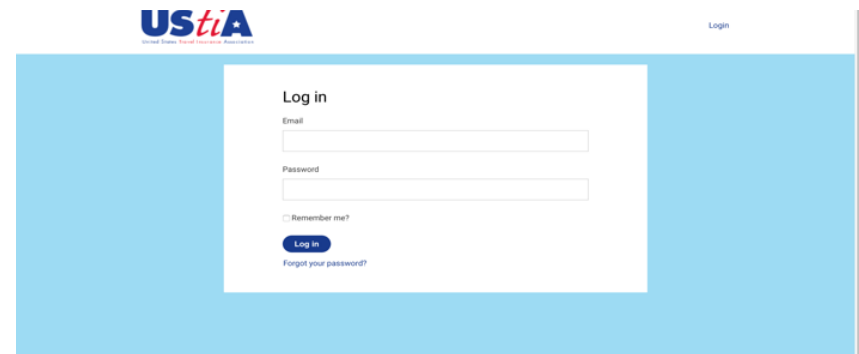 UStiA
United States Travel Insurance Association
Login
Log in
Email
Password
Remember me?
Log in
Forgot your password?